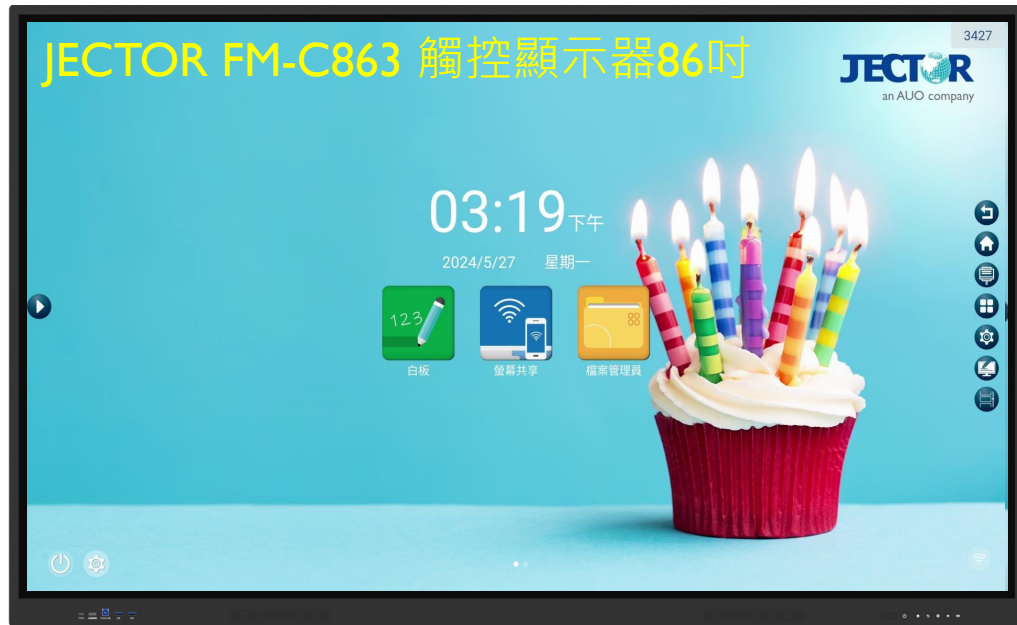 JECTOR FM-C863 觸控顯示器86吋
3427
JECTOR
an AUO company
03:19下午
2024/5/27 星期一
123
白板
螢幕共享
檔案管理員